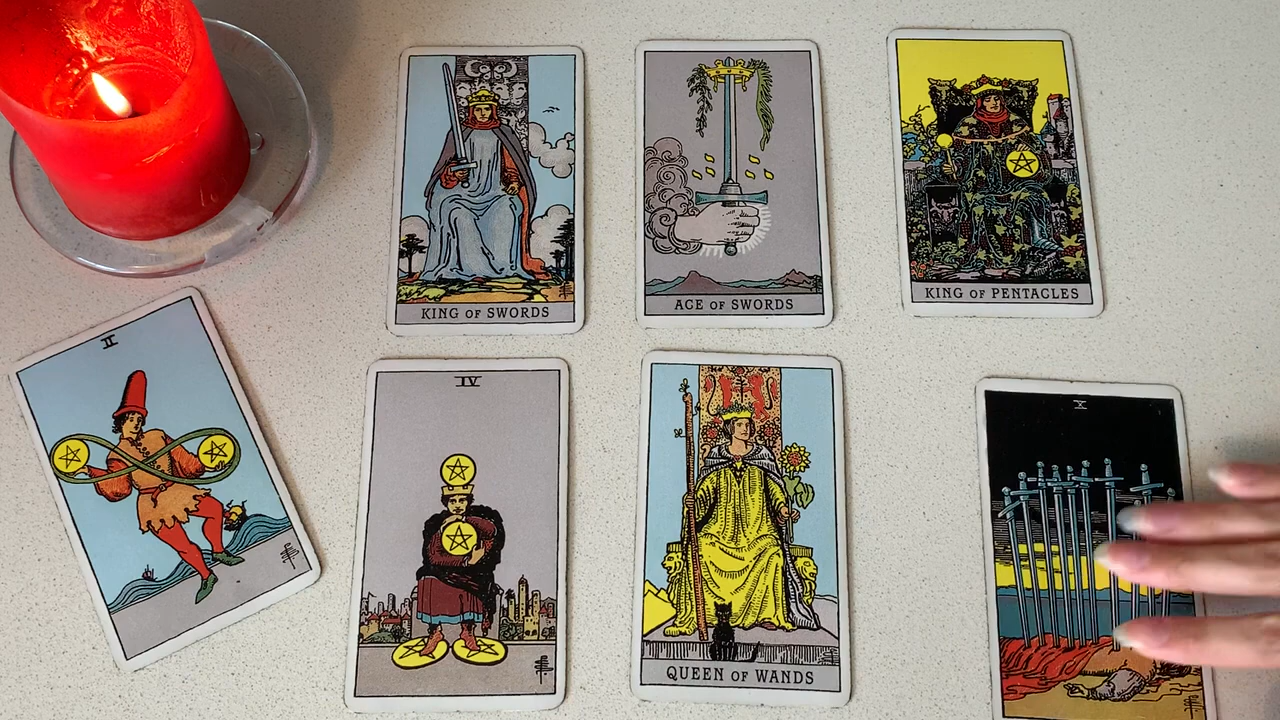 KING OF SWORDS
ACE OF SWORDS
KING OF PENTACLES
II
IV
QUEEN OF WANDS
X